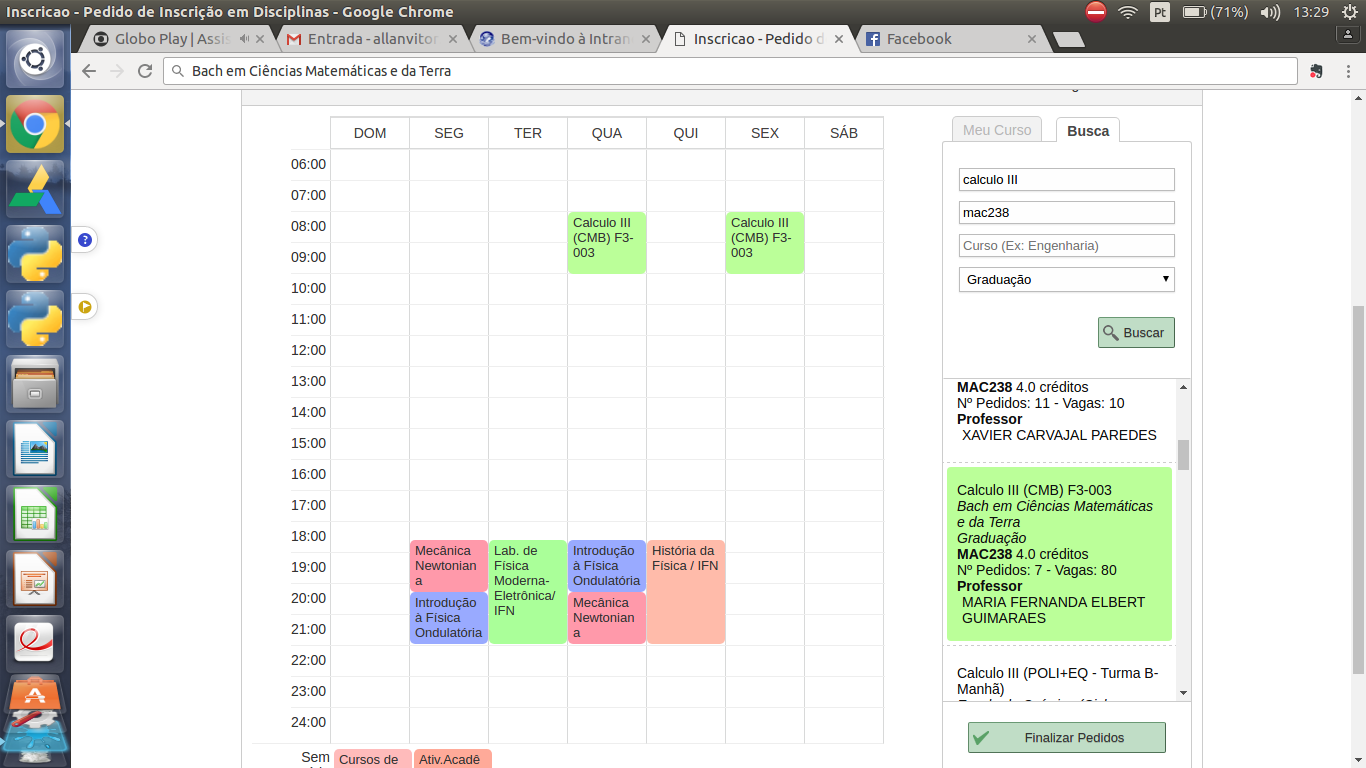 Inscricao - Pedido de Inscrição em Disciplinas - Google Chrome
Pt (71%) 13:29
Globo Play | Assis
Entrada - allanvitor
Bem-vindo à Intran
Inscricao - Pedido d
Facebook
Bach em Ciências Matemáticas e da Terra
DOM SEG TER QUA QUI SEX SÁB
06:00
07:00
08:00
09:00
10:00
11:00
12:00
13:00
14:00
15:00
16:00
17:00
18:00
19:00
20:00
21:00
22:00
23:00
24:00
Calculo III
(CMB) F3-
003
Calculo III
(CMB) F3-
003
Mecânica
Newtonian
a
Introdução
à Física
Ondulatória
Lab. de
Física
Moderna-
Eletrônica/
IFN
Introdução
à Física
Ondulatória
Mecânica
Newtonian
a
História da
Física / IFN
Sem
Cursos de
Ativ.Acadê
Meu Curso
Busca
calculo III
mac238
Curso (Ex: Engenharia)
Graduação
Buscar
MAC238 4.0 créditos
Nº Pedidos: 11 - Vagas: 10
Professor
XAVIER CARVAJAL PAREDES
Calculo III (CMB) F3-003
Bach em Ciências Matemáticas
e da Terra
Graduação
MAC238 4.0 créditos
Nº Pedidos: 7 - Vagas: 80
Professor
MARIA FERNANDA ELBERT
GUIMARAES
Calculo III (POLI+EQ - Turma B-
Manhã)
Finalizar Pedidos